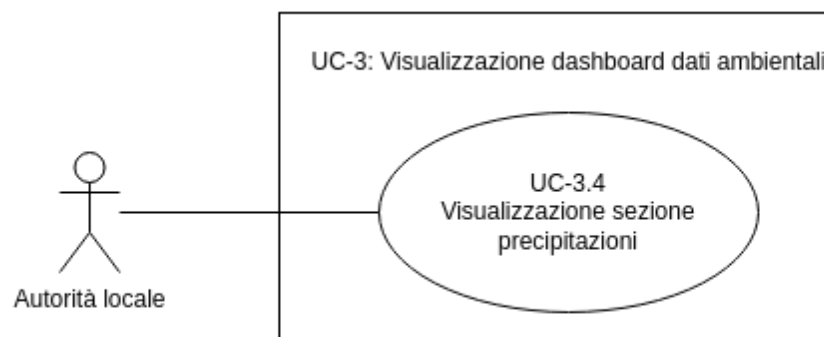 UC-3: Visualizzazione dashboard dati ambientali
UC-3.4
Visualizzazione sezione
precipitazioni
Autorità locale